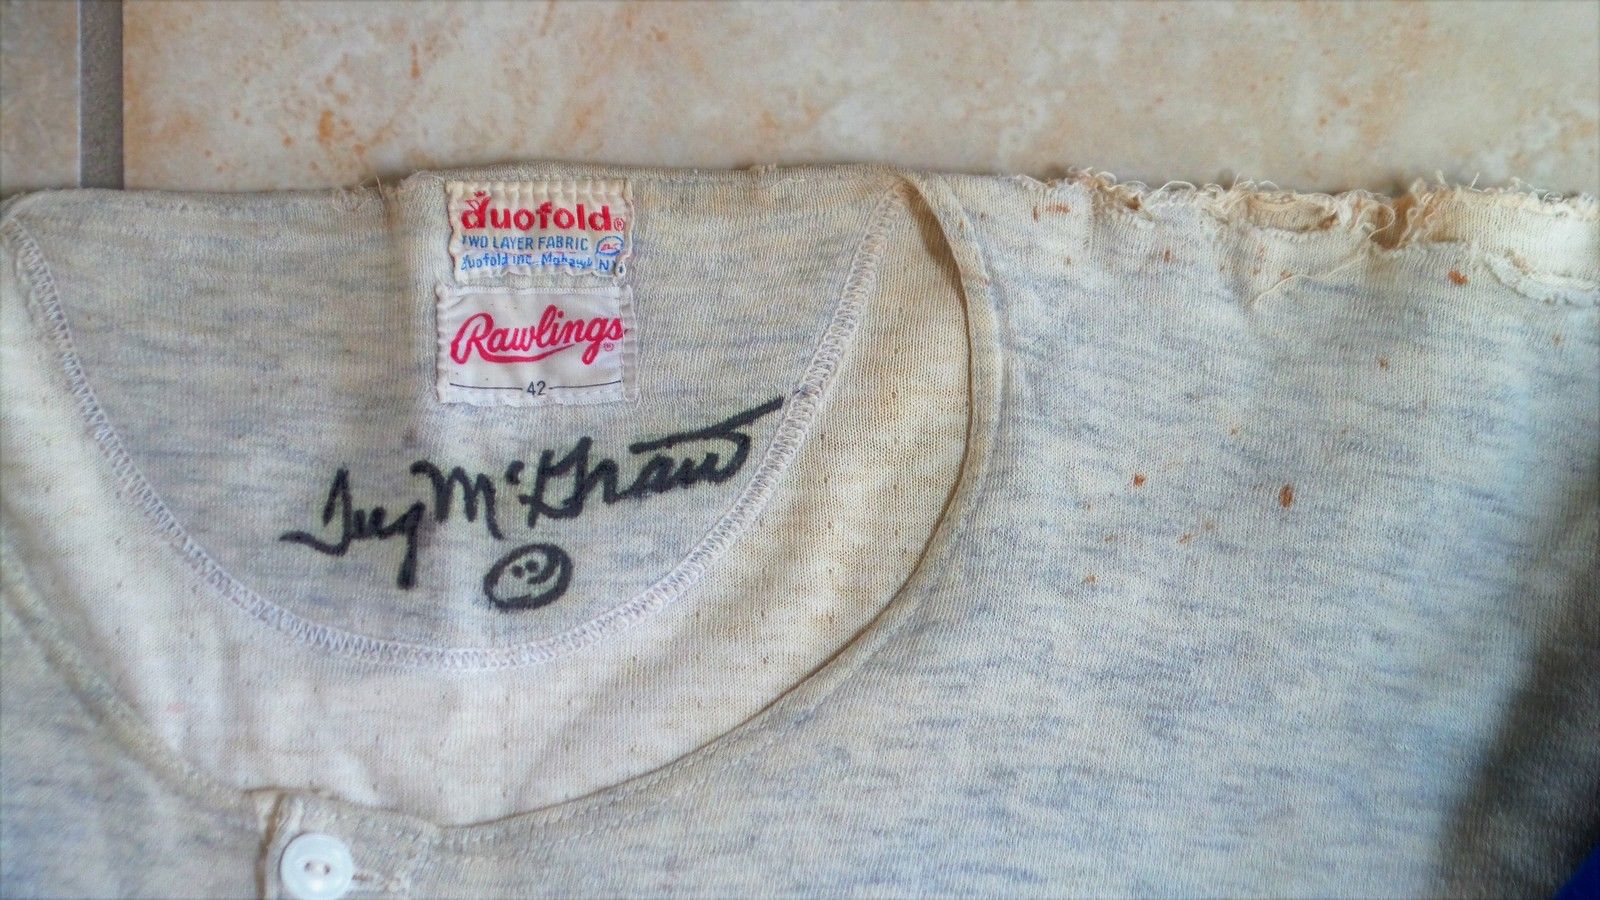 duofold®
TWO LAYER FABRIC
duofold inc. Mohawk N.Y.
Rawlings®
42
Tug McGraw